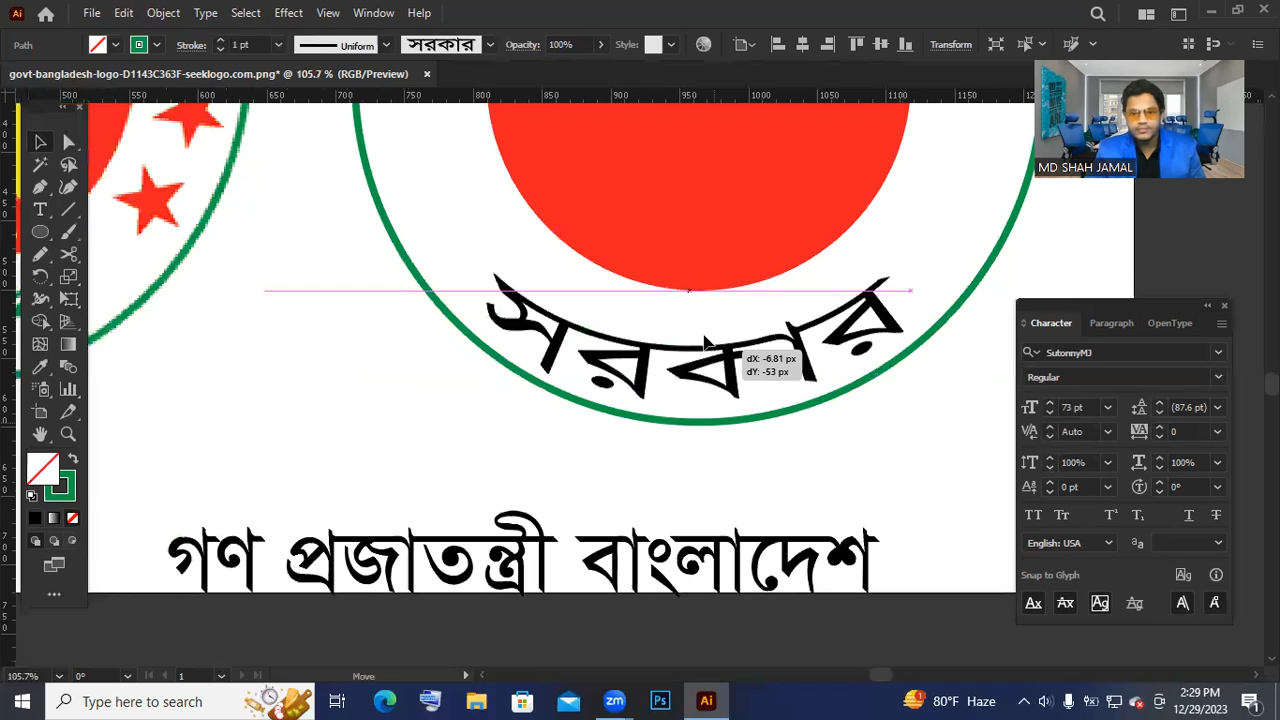 File Edit Object Type Select Effect View Window Help
Path Stroke: 1 pt Uniform সরকার Opacity: 100% Style: Transform
govt-bangladesh-logo-D1143C363F-seeklogo.com.png* @ 105.7 % (RGB/Preview)
500 550 600 650 700 750 800 850 900 950 1000 1050 1100 1150
MD SHAH JAMAL
সরকার
dX: -6.81 px
dY: -53 px
গণ প্রজাতন্ত্রী বাংলাদেশ
Character Paragraph OpenType
SutonnyMJ
Regular
73 pt (87.6 pt)
Auto 0
100% 100%
0 pt 0°
English: USA
Snap to Glyph
105.7% 0° 1 Move
Type here to search
80°F Haze
2:29 PM
12/29/2023